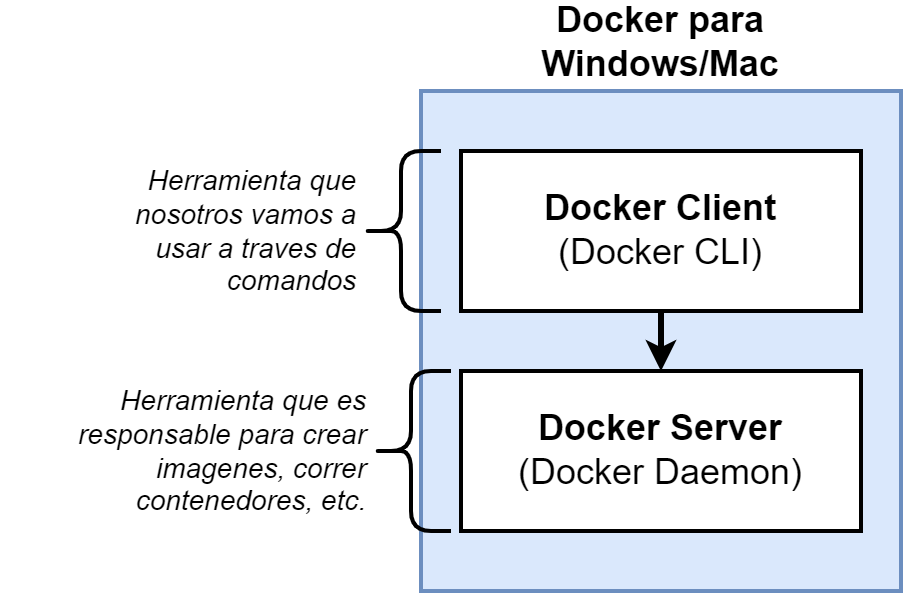 Docker para
Windows/Mac
Herramienta que
nosotros vamos a
usar a traves de
comandos
Docker Client
(Docker CLI)
Herramienta que es
responsable para crear
imagenes, correr
contenedores, etc.
Docker Server
(Docker Daemon)